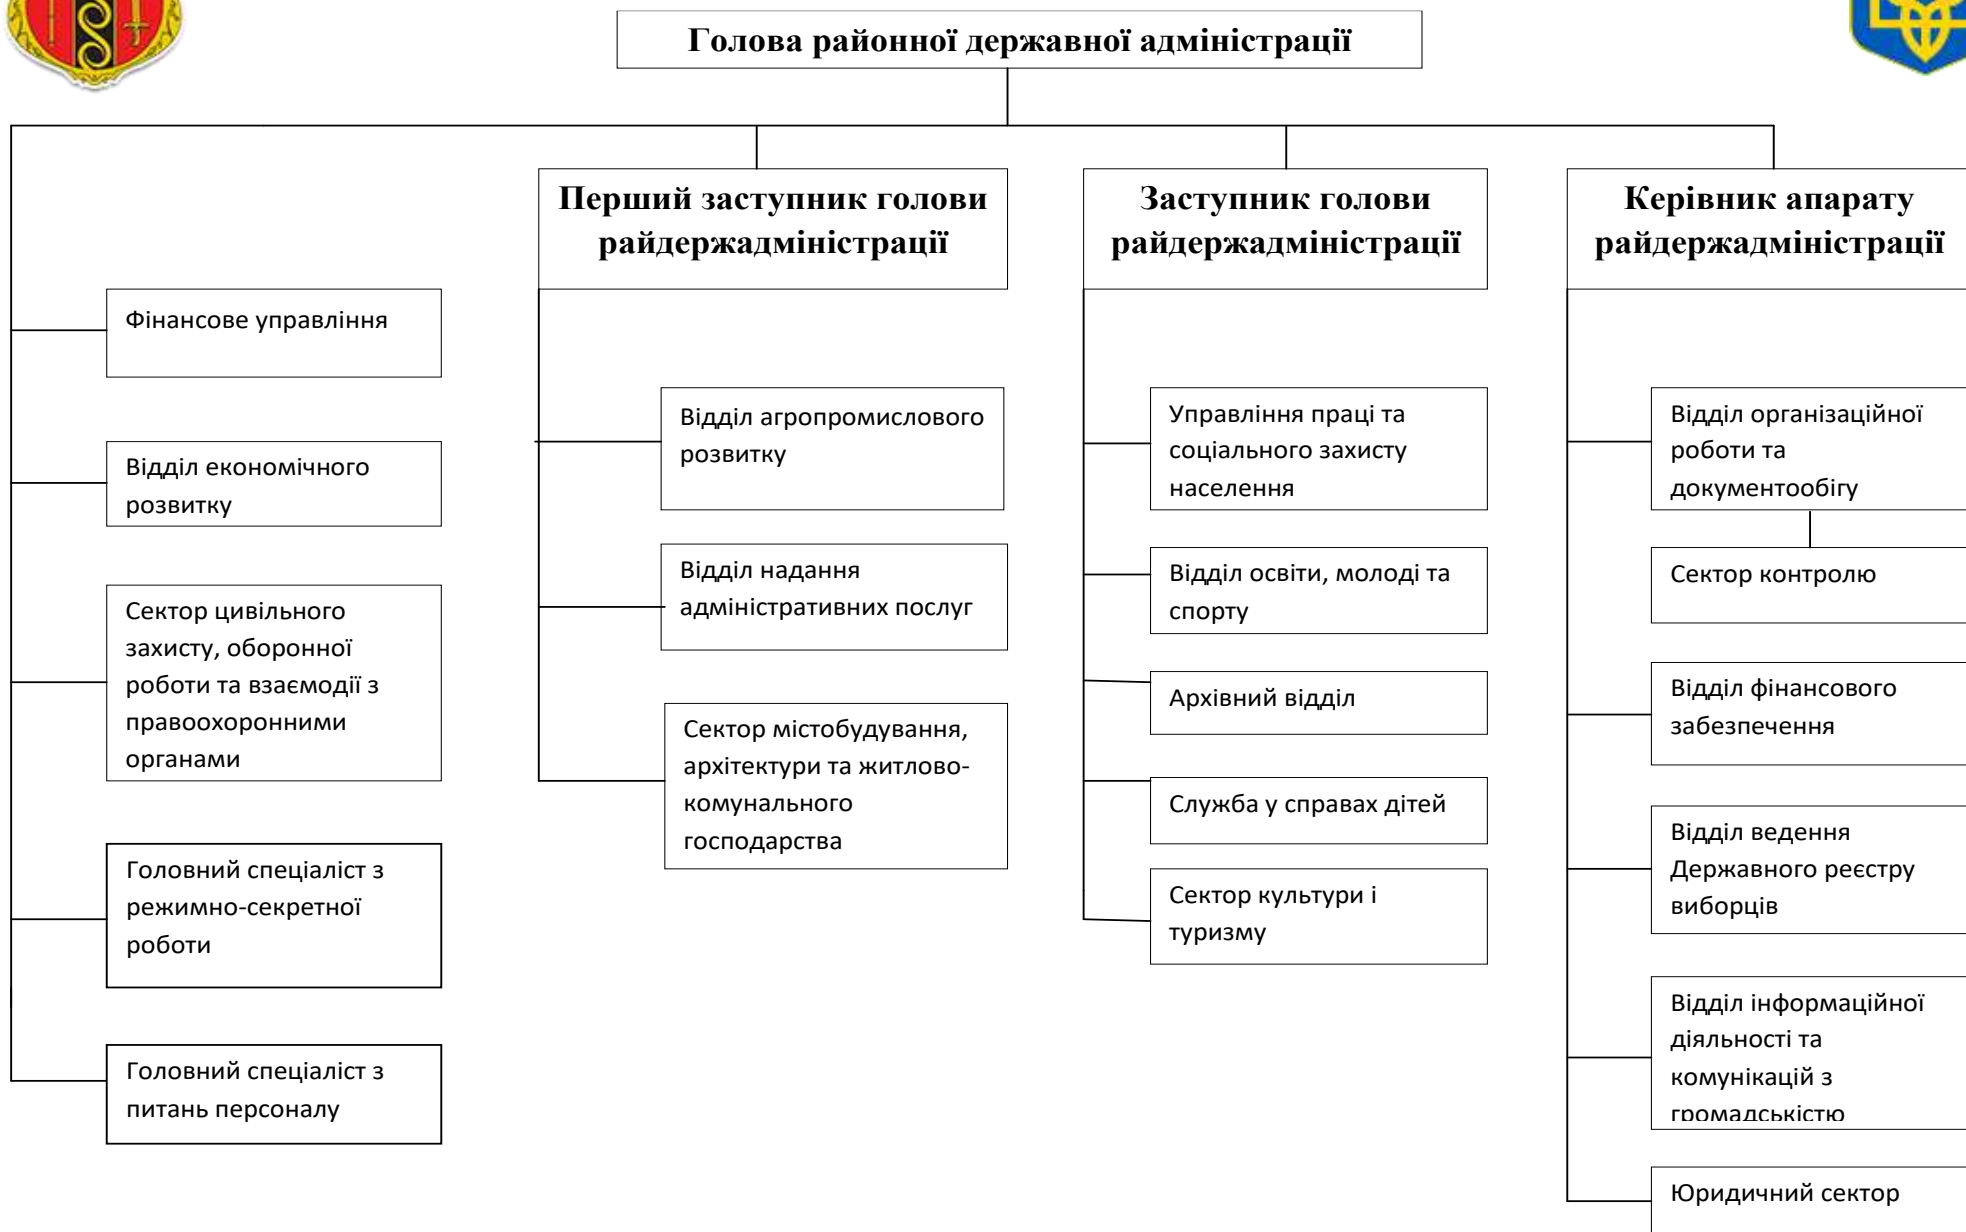 Голова районної державної адміністрації
Перший заступник голови
райдержадміністрації
Заступник голови
райдержадміністрації
Керівник апарату
райдержадміністрації
Фінансове управління
Відділ економічного
розвитку
Сектор цивільного
захисту, оборонної
роботи та взаємодії з
правоохоронними
органами
Головний спеціаліст з
режимно-секретної
роботи
Головний спеціаліст з
питань персоналу
Відділ агропромислового
розвитку
Відділ надання
адміністративних послуг
Сектор містобудування,
архітектури та житлово-
комунального
господарства
Управління праці та
соціального захисту
населення
Відділ освіти, молоді та
спорту
Архівний відділ
Служба у справах дітей
Сектор культури і
туризму
Відділ організаційної
роботи та
документообігу
Сектор контролю
Відділ фінансового
забезпечення
Відділ ведення
Державного реєстру
виборців
Відділ інформаційної
діяльності та
комунікацій з
громадськістю
Юридичний сектор